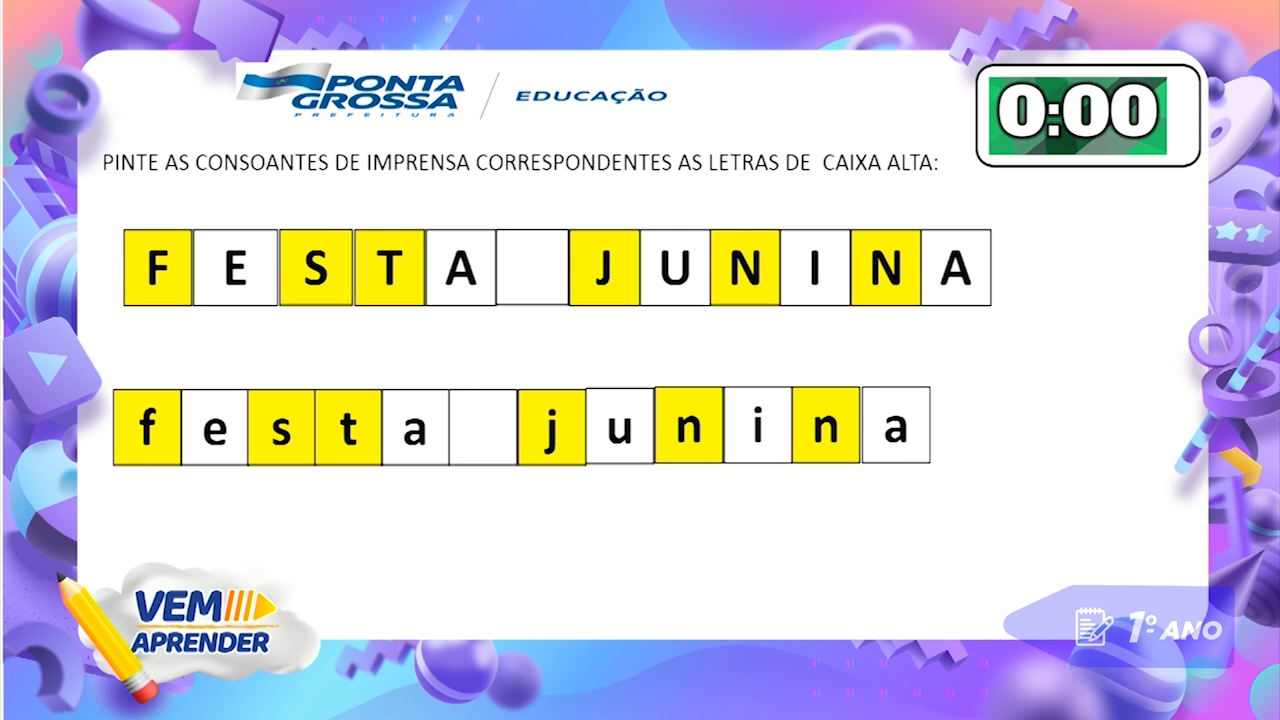 PONTA
GROSSA
PREFEITURA
EDUCAÇÃO
0:00
PINTE AS CONSOANTES DE IMPRENSA CORRESPONDENTES AS LETRAS DE CAIXA ALTA:
F E S T A J U N I N A
f e s t a j u n i n a
VEM
APRENDER
1º ANO